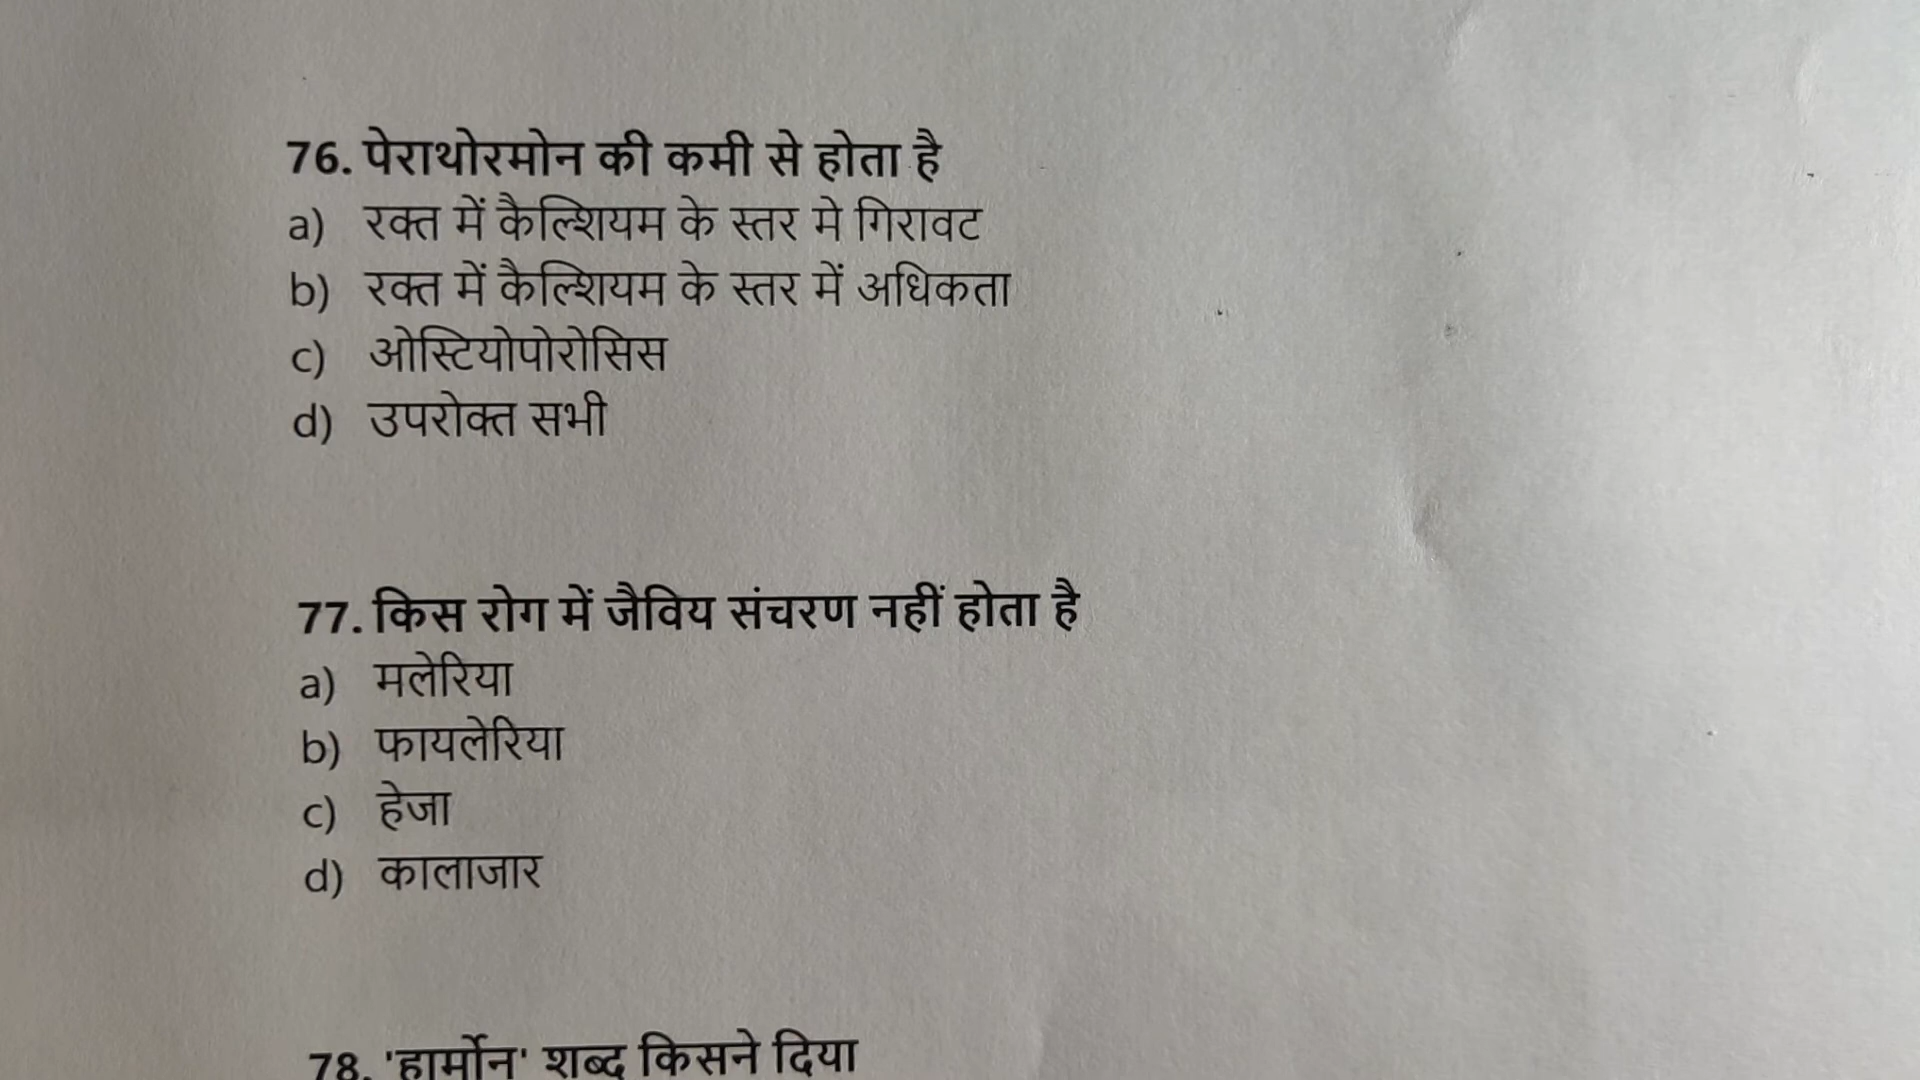 76. पेराथोरमोन की कमी से होता है
a) रक्त में कैल्शियम के स्तर मे गिरावट
b) रक्त में कैल्शियम के स्तर में अधिकता
c) ओस्टियोपोरोसिस
d) उपरोक्त सभी
77. किस रोग में जैविय संचरण नहीं होता है
a) मलेरिया
b) फायलेरिया
c) हेजा
d) कालाजार
78. 'हार्मोन' शब्द किसने दिया